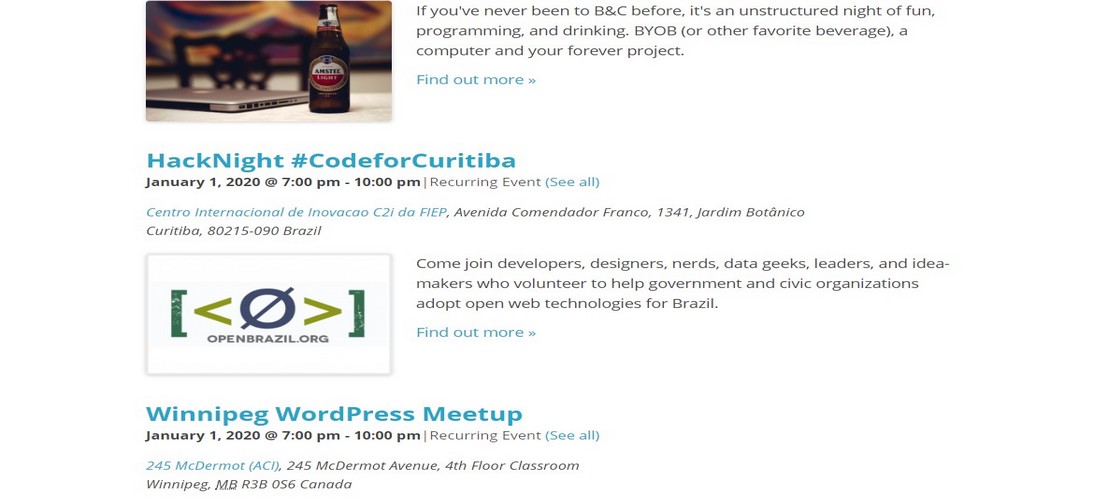 If you've never been to B&C before, it's an unstructured night of fun,
programming, and drinking. BYOB (or other favorite beverage), a
computer and your forever project.
Find out more »
AMSTEL
LIGHT
HackNight #CodeforCuritiba
January 1, 2020 @ 7:00 pm - 10:00 pm|Recurring Event (See all)
Centro Internacional de Inovacao C2i da FIEP, Avenida Comendador Franco, 1341, Jardim Botânico
Curitiba, 80215-090 Brazil
Come join developers, designers, nerds, data geeks, leaders, and idea-
makers who volunteer to help government and civic organizations
adopt open web technologies for Brazil.
Find out more »
[<Ø>]
OPENBRAZIL.ORG
Winnipeg WordPress Meetup
January 1, 2020 @ 7:00 pm - 10:00 pm|Recurring Event (See all)
245 McDermot (ACI), 245 McDermot Avenue, 4th Floor Classroom
Winnipeg, MB R3B 0S6 Canada